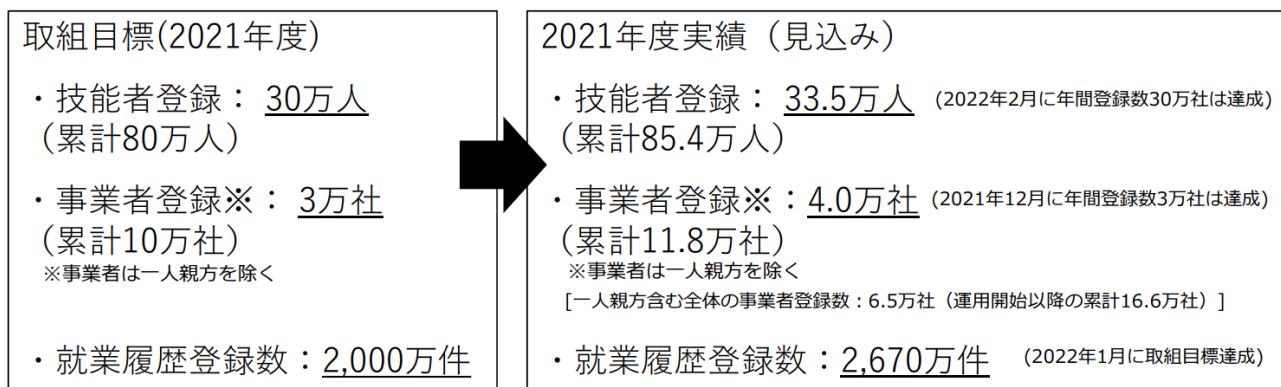 取組目標(2021年度)
・技能者登録： 30万人
（累計80万人）
・事業者登録※： 3万社
（累計10万社）
※事業者は一人親方を除く
・就業履歴登録数：2,000万件
2021年度実績（見込み）
・技能者登録： 33.5万人 (2022年2月に年間登録数30万社は達成)
（累計85.4万人）
・事業者登録※：4.0万社 (2021年12月に年間登録数3万社は達成)
（累計11.8万社）
※事業者は一人親方を除く
[一人親方含む全体の事業者登録数：6.5万社（運用開始以降の累計16.6万社）]
・就業履歴登録数：2,670万件 (2022年1月に取組目標達成)